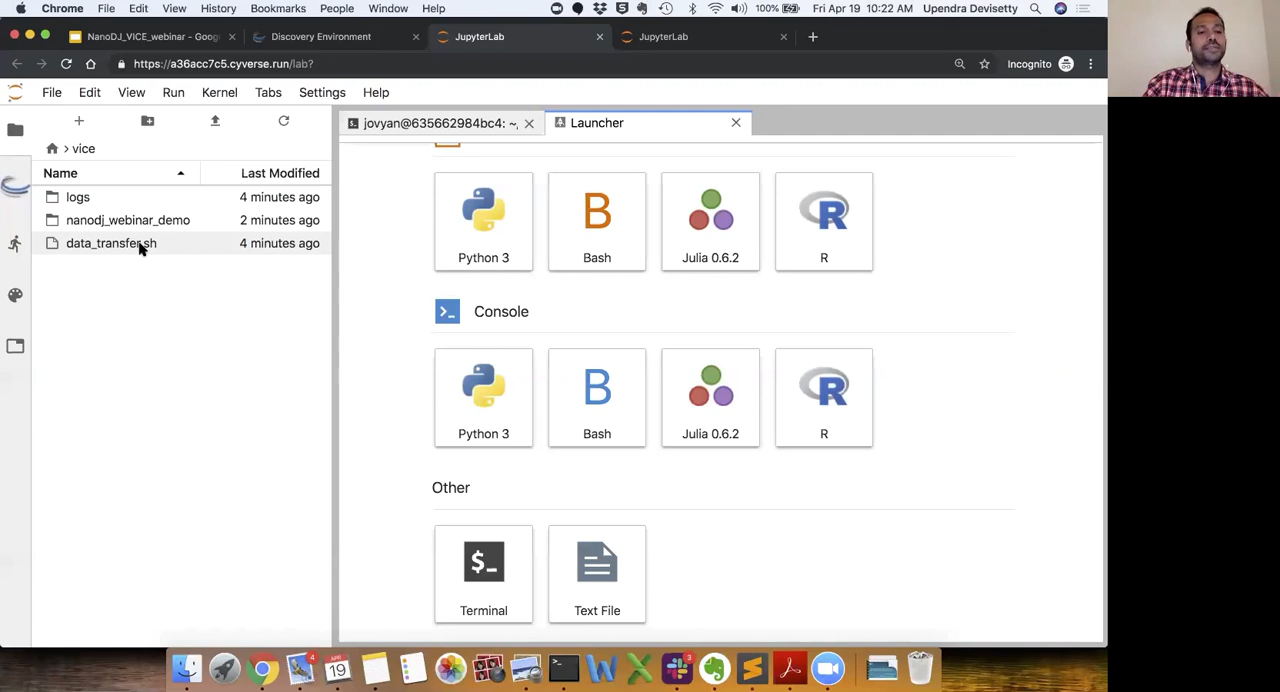 Chrome File Edit View History Bookmarks People Window Help 100% Fri Apr 19 10:22 AM Upendra Devisetty
NanoDJ_VICE_webinar - Goog Discovery Environment JupyterLab JupyterLab
https://a36acc7c5.cyverse.run/lab? Incognito
File Edit View Run Kernel Tabs Settings Help
jovyan@635662984bc4: ~, Launcher
vice
Name Last Modified
logs 4 minutes ago
nanodj_webinar_demo 2 minutes ago
data_transfer.sh 4 minutes ago
Python 3 Bash Julia 0.6.2 R
Console
Python 3 Bash Julia 0.6.2 R
Other
Terminal Text File